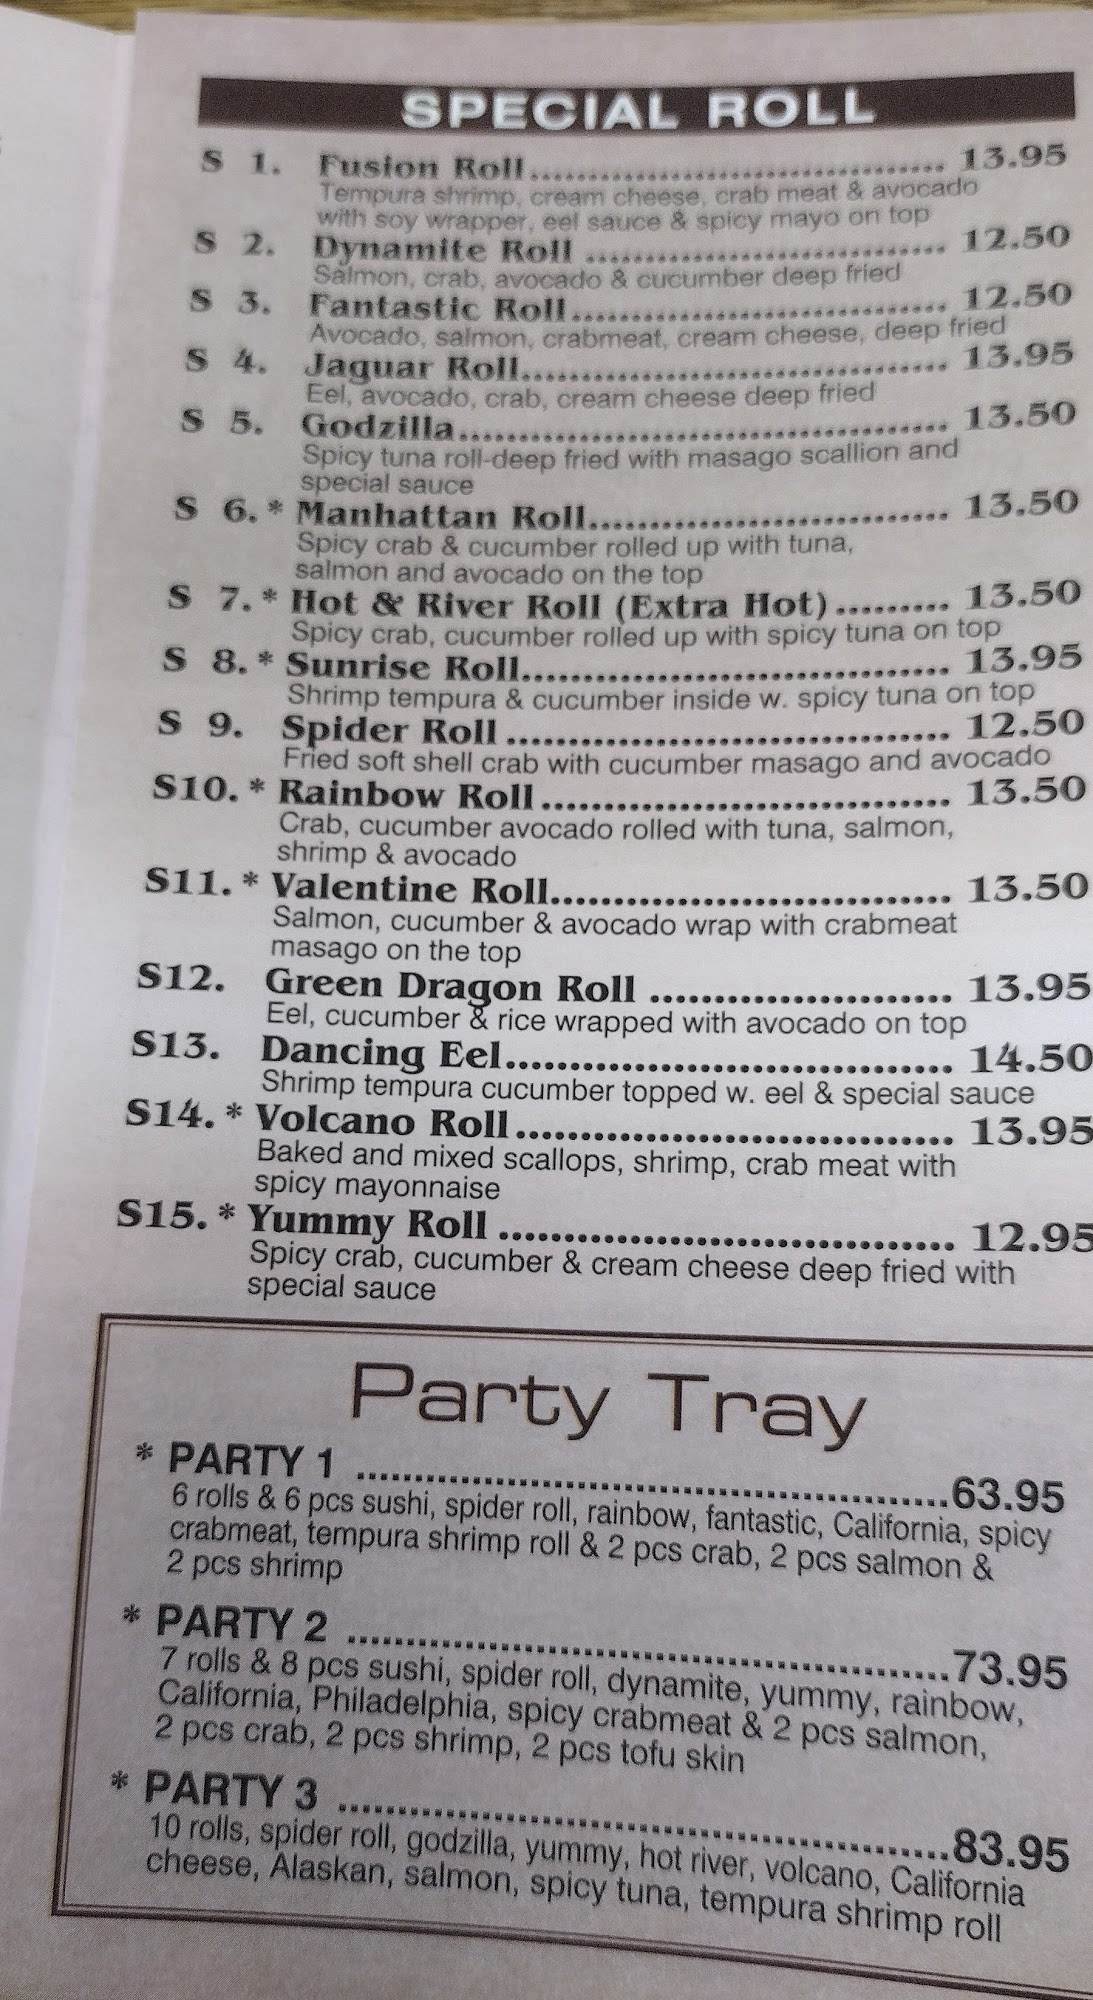 SPECIAL ROLL
S 1. Fusion Roll.................................... 13.95
Tempura shrimp, cream cheese, crab meat & avocado
with soy wrapper, eel sauce & spicy mayo on top
S 2. Dynamite Roll ............................... 12.50
Salmon, crab, avocado & cucumber deep fried
S 3. Fantastic Roll................................ 12.50
Avocado, salmon, crabmeat, cream cheese, deep fried
S 4. Jaguar Roll.................................... 13.95
Eel, avocado, crab, cream cheese deep fried
S 5. Godzilla.......................................... 13.50
Spicy tuna roll-deep fried with masago scallion and
special sauce
S 6. * Manhattan Roll............................. 13.50
Spicy crab & cucumber rolled up with tuna,
salmon and avocado on the top
S 7. * Hot & River Roll (Extra Hot)......... 13.50
Spicy crab, cucumber rolled up with spicy tuna on top
S 8. * Sunrise Roll.................................. 13.95
Shrimp tempura & cucumber inside w. spicy tuna on top
S 9. Spider Roll ................................... 12.50
Fried soft shell crab with cucumber masago and avocado
S10. * Rainbow Roll................................ 13.50
Crab, cucumber avocado rolled with tuna, salmon,
shrimp & avocado
S11. * Valentine Roll............................... 13.50
Salmon, cucumber & avocado wrap with crabmeat
masago on the top
S12. Green Dragon Roll ....................... 13.95
Eel, cucumber & rice wrapped with avocado on top
S13. Dancing Eel................................... 14.50
Shrimp tempura cucumber topped w. eel & special sauce
S14. * Volcano Roll.................................. 13.95
Baked and mixed scallops, shrimp, crab meat with
spicy mayonnaise
S15. * Yummy Roll ................................... 12.95
Spicy crab, cucumber & cream cheese deep fried with
special sauce
Party Tray
* PARTY 1 ....................................................63.95
6 rolls & 6 pcs sushi, spider roll, rainbow, fantastic, California, spicy
crabmeat, tempura shrimp roll & 2 pcs crab, 2 pcs salmon &
2 pcs shrimp
* PARTY 2 .....................................................73.95
7 rolls & 8 pcs sushi, spider roll, dynamite, yummy, rainbow,
California, Philadelphia, spicy crabmeat & 2 pcs salmon,
2 pcs crab, 2 pcs shrimp, 2 pcs tofu skin
* PARTY 3 ......................................................83.95
10 rolls, spider roll, godzilla, yummy, hot river, volcano, California
cheese, Alaskan, salmon, spicy tuna, tempura shrimp roll